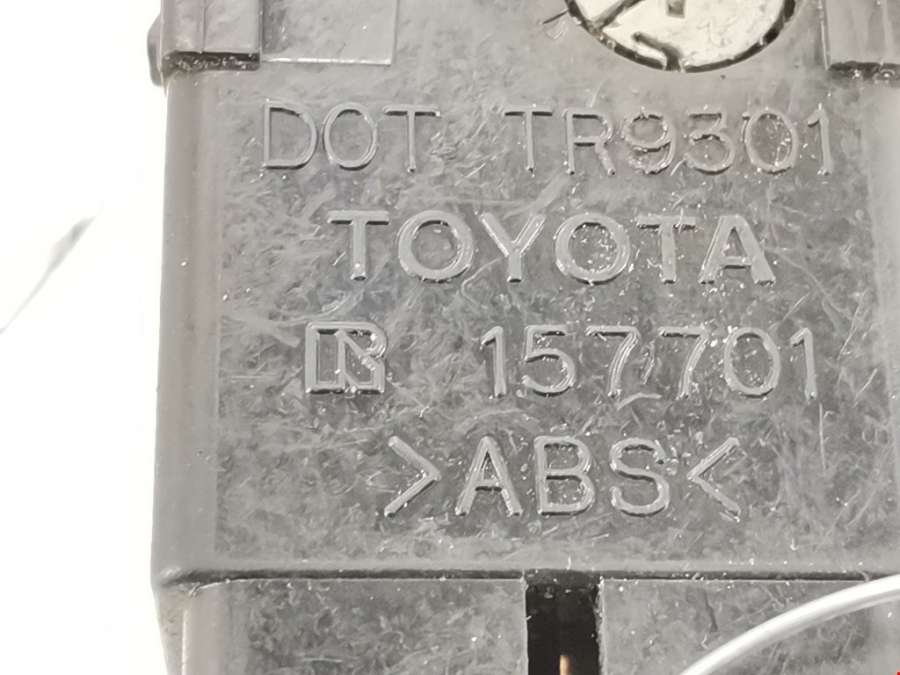 DOT TR9301
TOYOTA
157701
>ABS<